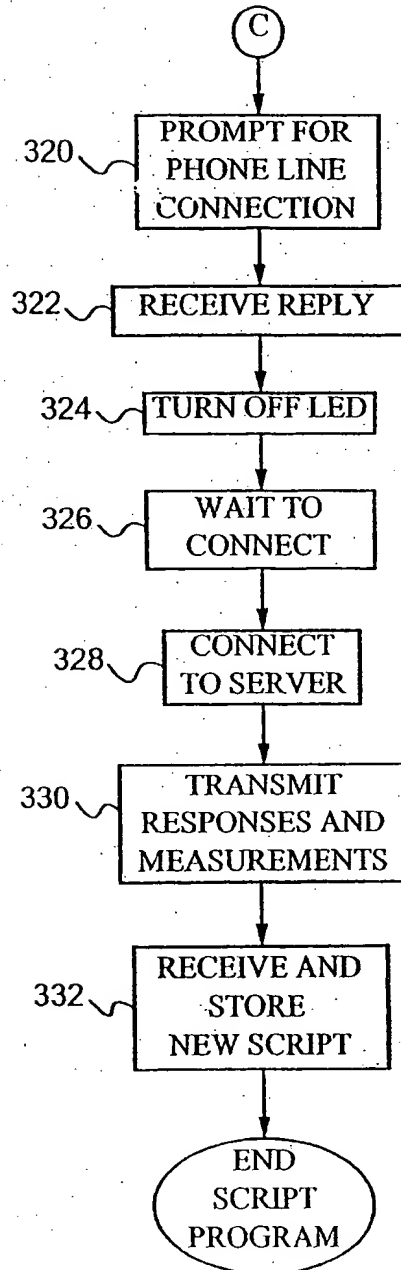 C
320
PROMPT FOR
PHONE LINE
CONNECTION
322
RECEIVE REPLY
324
TURN OFF LED
326
WAIT TO
CONNECT
328
CONNECT
TO SERVER
330
TRANSMIT
RESPONSES AND
MEASUREMENTS
332
RECEIVE AND
STORE
NEW SCRIPT
END
SCRIPT
PROGRAM